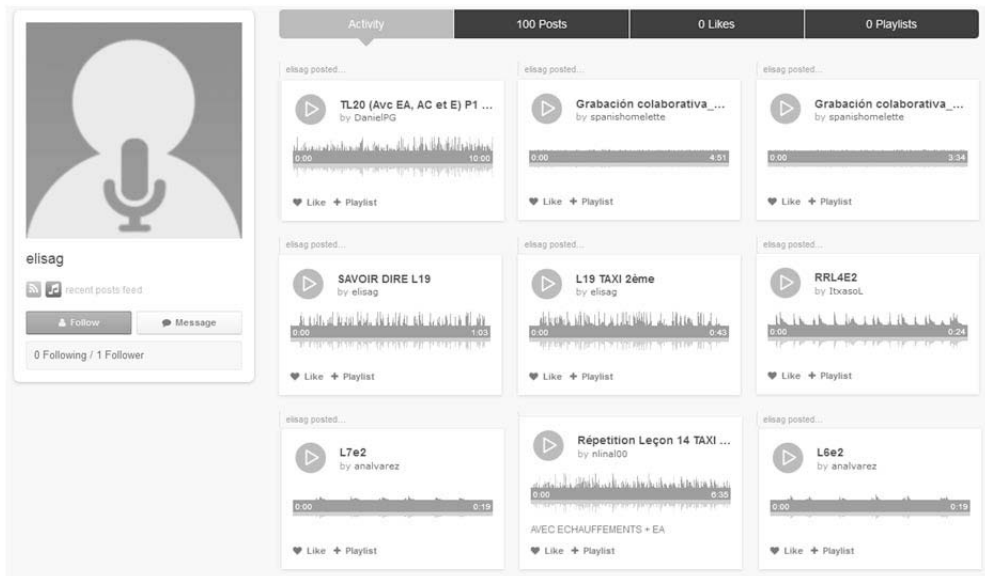 Activity
100 Posts
0 Likes
0 Playlists
elisag
recent posts feed
Follow
Message
0 Following / 1 Follower
elisag posted...
TL20 (Avc EA, AC et E) P1 ...
by DanielPG
0:00
10:00
Like + Playlist
elisag posted...
Grabación colaborativa_...
by spanishomelette
0:00
4:51
Like + Playlist
elisag posted...
Grabación colaborativa_...
by spanishomelette
0:00
3:34
Like + Playlist
elisag posted...
SAVOIR DIRE L19
by elisag
0:00
1:03
Like + Playlist
elisag posted...
L19 TAXI 2ème
by elisag
0:00
0:43
Like + Playlist
elisag posted...
RRL4E2
by ItxasoL
0:00
0:24
Like + Playlist
elisag posted...
L7e2
by analvarez
0:00
0:19
Like + Playlist
Répetition Leçon 14 TAXI ...
by nlinal00
0:00
6:35
AVEC ECHAUFFEMENTS + EA
Like + Playlist
elisag posted...
L6e2
by analvarez
0:00
0:19
Like + Playlist